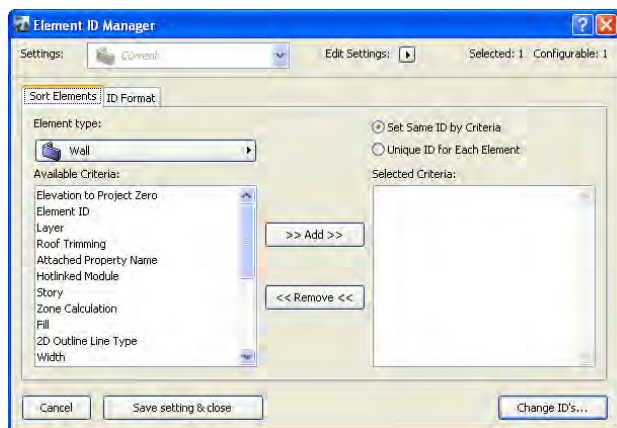 Element ID Manager
Settings: Current Edit Settings: Selected: 1 Configurable: 1
Sort Elements ID Format
Element type:
Wall
Set Same ID by Criteria
Unique ID for Each Element
Available Criteria:
Selected Criteria:
Elevation to Project Zero
Element ID
Layer
Roof Trimming
Attached Property Name
Hotlinked Module
Story
Zone Calculation
Fill
2D Outline Line Type
Width
>> Add >>
<< Remove <<
Cancel Save setting & close Change ID's...